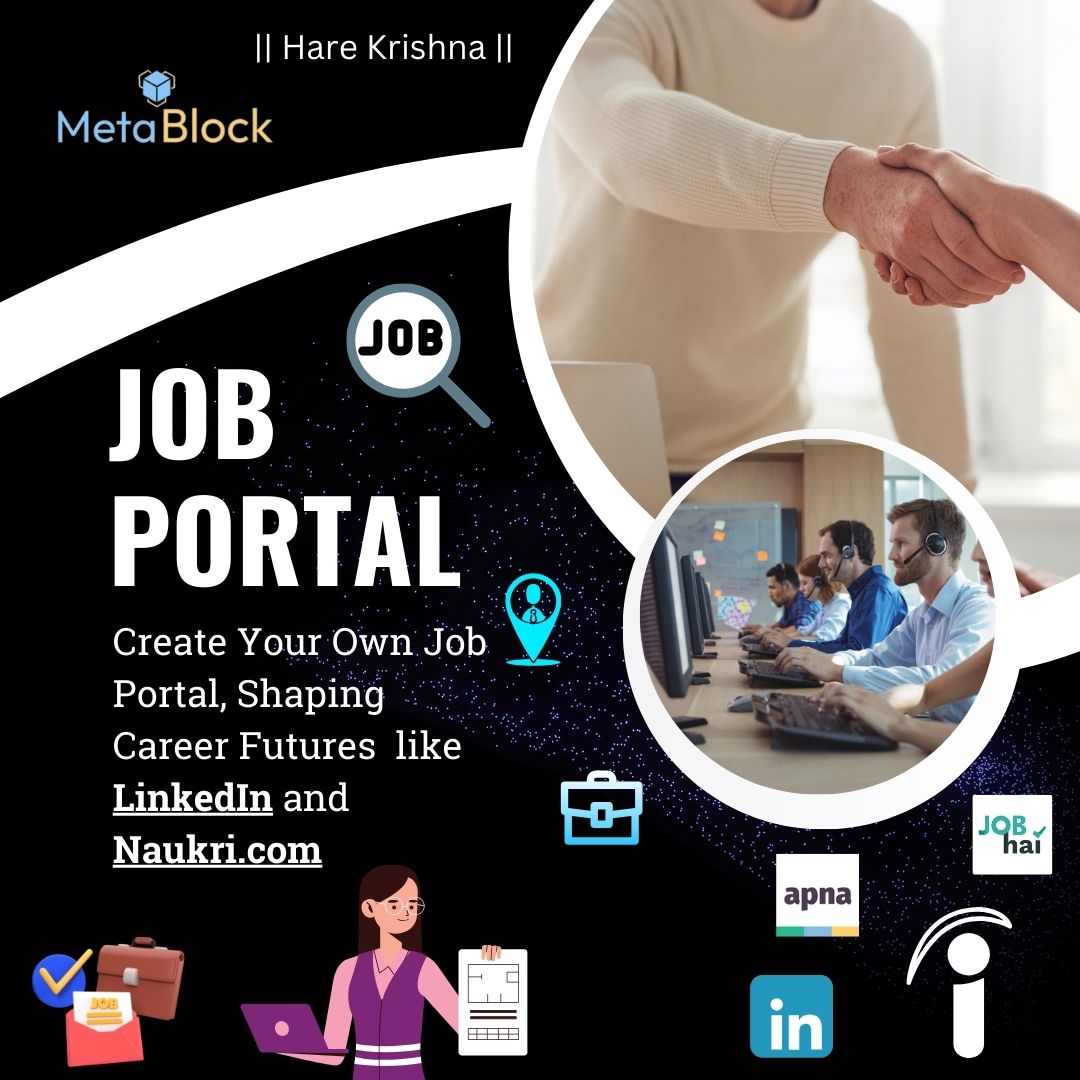 || Hare Krishna ||
MetaBlock
JOB
JOB
PORTAL
Create Your Own Job
Portal, Shaping
Career Futures like
LinkedIn and
Naukri.com
JOB
hai
apna
JOB
in